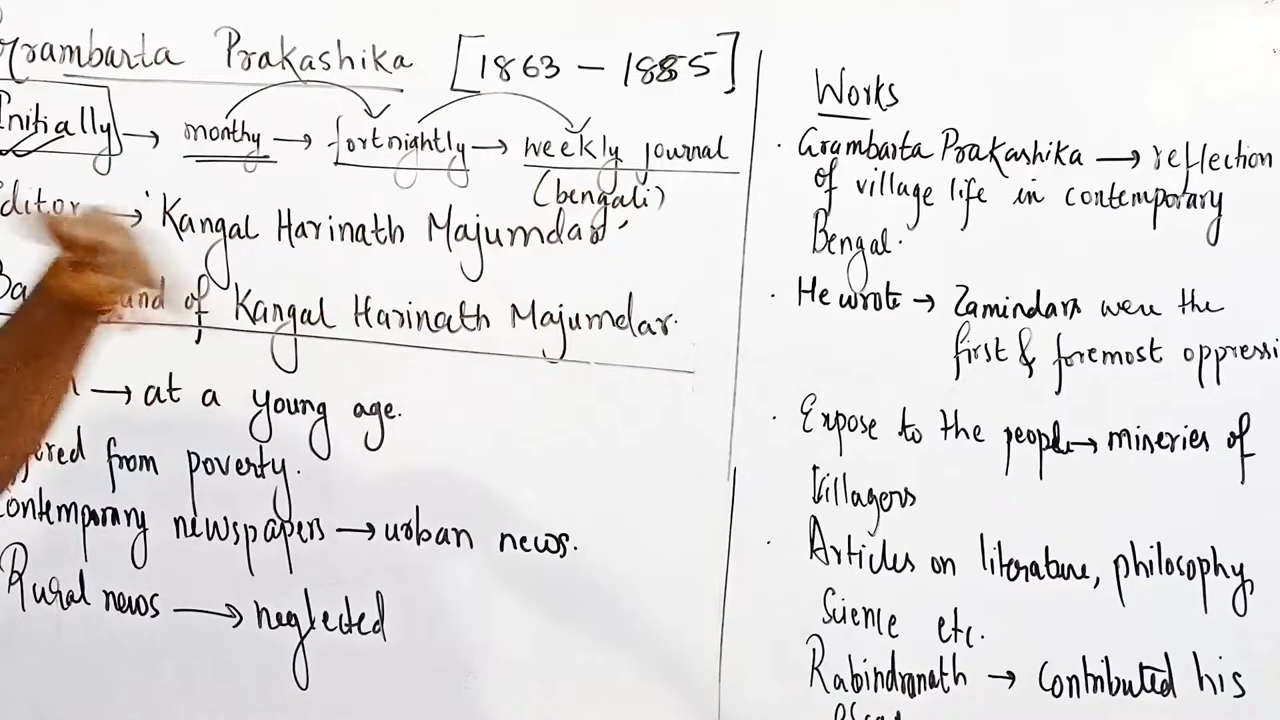 Grambarta Prakashika [1863 – 1885]
Initially → monthy → fortnightly → weekly journal
(bengali)
Editor → Kangal Harinath Majumdar
of Kangal Harinath Majumdar.
→ at a young age.
from poverty.
Contemporary newspapers → urban news.
Rural news → neglected
Works
· Grambarta Prakashika → reflection
of village life in contemporary
Bengal.
· He wrote → Zamindars were the
first & foremost oppressi
· Expose to the people → miseries of
Villagers
· Articles on literature, philosophy,
Science etc.
Rabindranath → contributed his